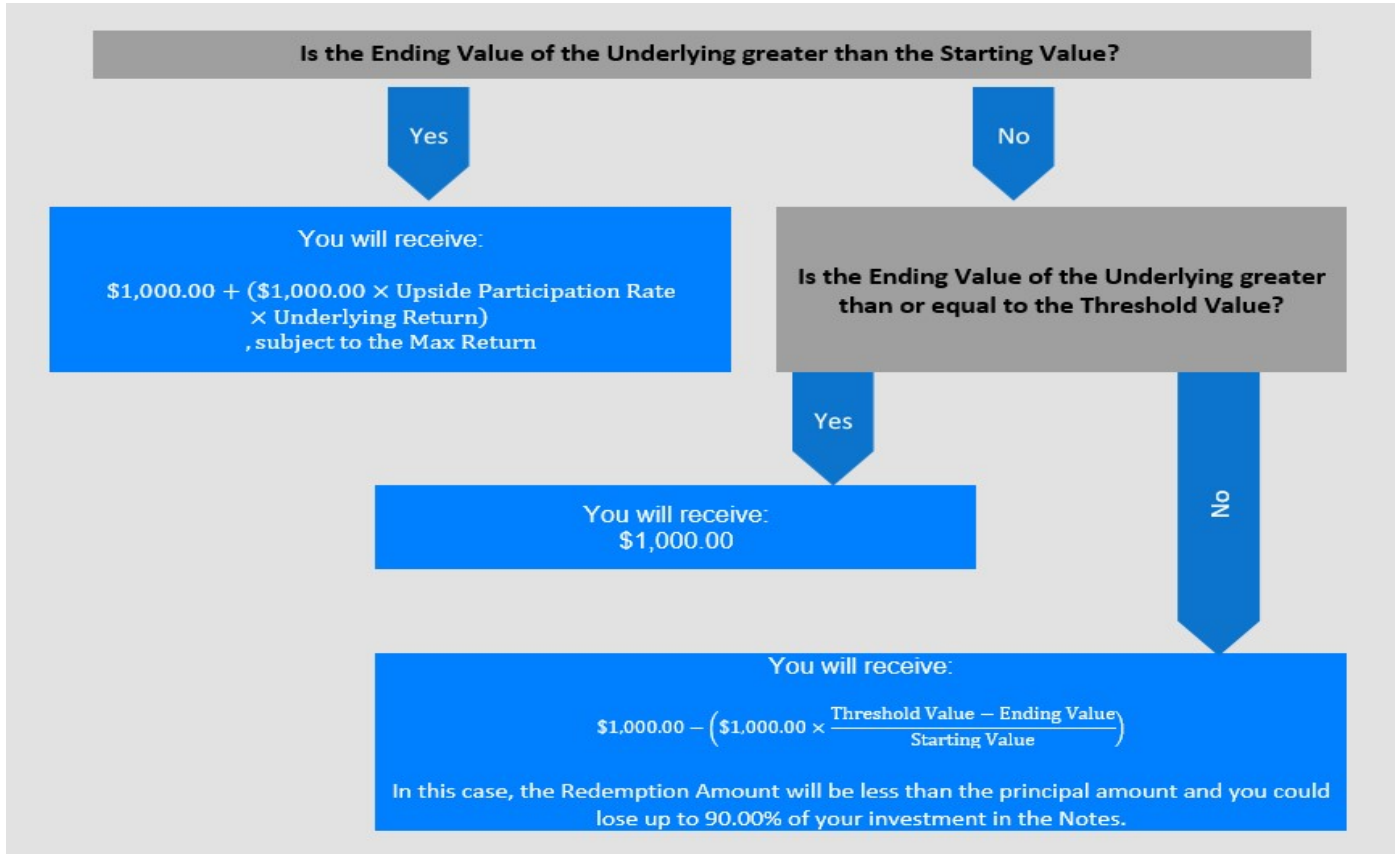 Is the Ending Value of the Underlying greater than the Starting Value?
Yes
No
You will receive:
$1,000.00 + ($1,000.00 × Upside Participation Rate
× Underlying Return)
, subject to the Max Return
Is the Ending Value of the Underlying greater
than or equal to the Threshold Value?
Yes
No
You will receive:
$1,000.00
You will receive:
$1,000.00 − ($1,000.00 × Threshold Value − Ending Value
Starting Value)
In this case, the Redemption Amount will be less than the principal amount and you could
lose up to 90.00% of your investment in the Notes.